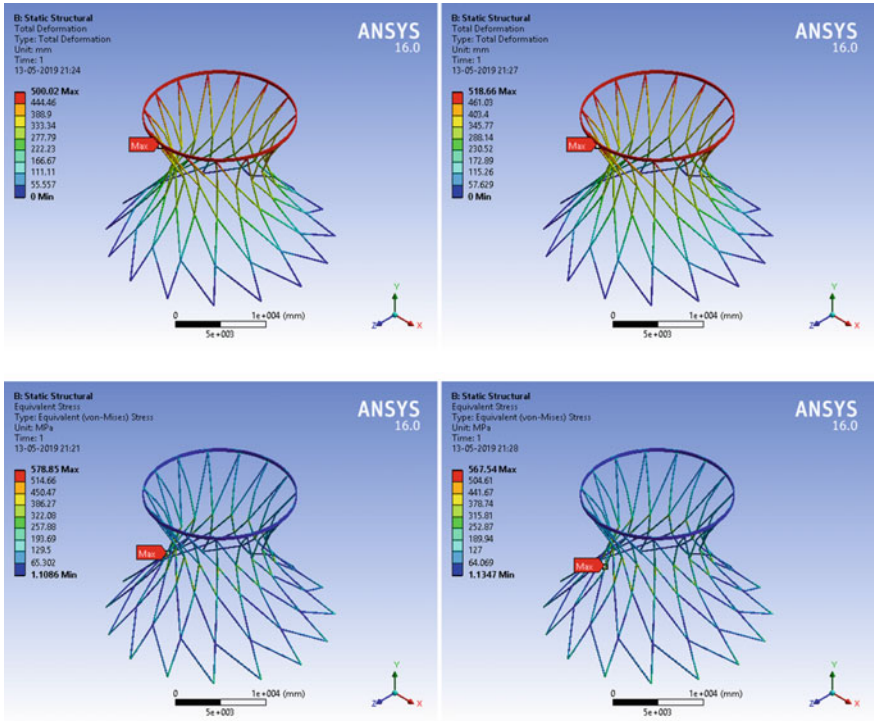 B: Static Structural
Total Deformation
Type: Total Deformation
Unit: mm
Time: 1
13-05-2019 21:24
ANSYS
16.0
500.02 Max
444.46
388.9
333.34
277.79
222.23
166.67
111.11
55.557
0 Min
Max
0
1e+004 (mm)
5e+003
Y
Z
X
B: Static Structural
Total Deformation
Type: Total Deformation
Unit: mm
Time: 1
13-05-2019 21:27
ANSYS
16.0
518.66 Max
461.03
403.4
345.77
288.14
230.52
172.89
115.26
57.629
0 Min
Max
0
1e+004 (mm)
5e+003
Y
Z
X
B: Static Structural
Equivalent Stress
Type: Equivalent (von-Mises) Stress
Unit: MPa
Time: 1
13-05-2019 21:21
ANSYS
16.0
578.85 Max
514.66
450.47
386.27
322.08
257.88
193.69
129.5
65.302
1.1086 Min
Max
0
1e+004 (mm)
5e+003
Y
Z
X
B: Static Structural
Equivalent Stress
Type: Equivalent (von-Mises) Stress
Unit: MPa
Time: 1
13-05-2019 21:28
ANSYS
16.0
567.54 Max
504.61
441.67
378.74
315.81
252.87
189.94
127
64.069
1.1347 Min
Max
0
1e+004 (mm)
5e+003
Y
Z
X